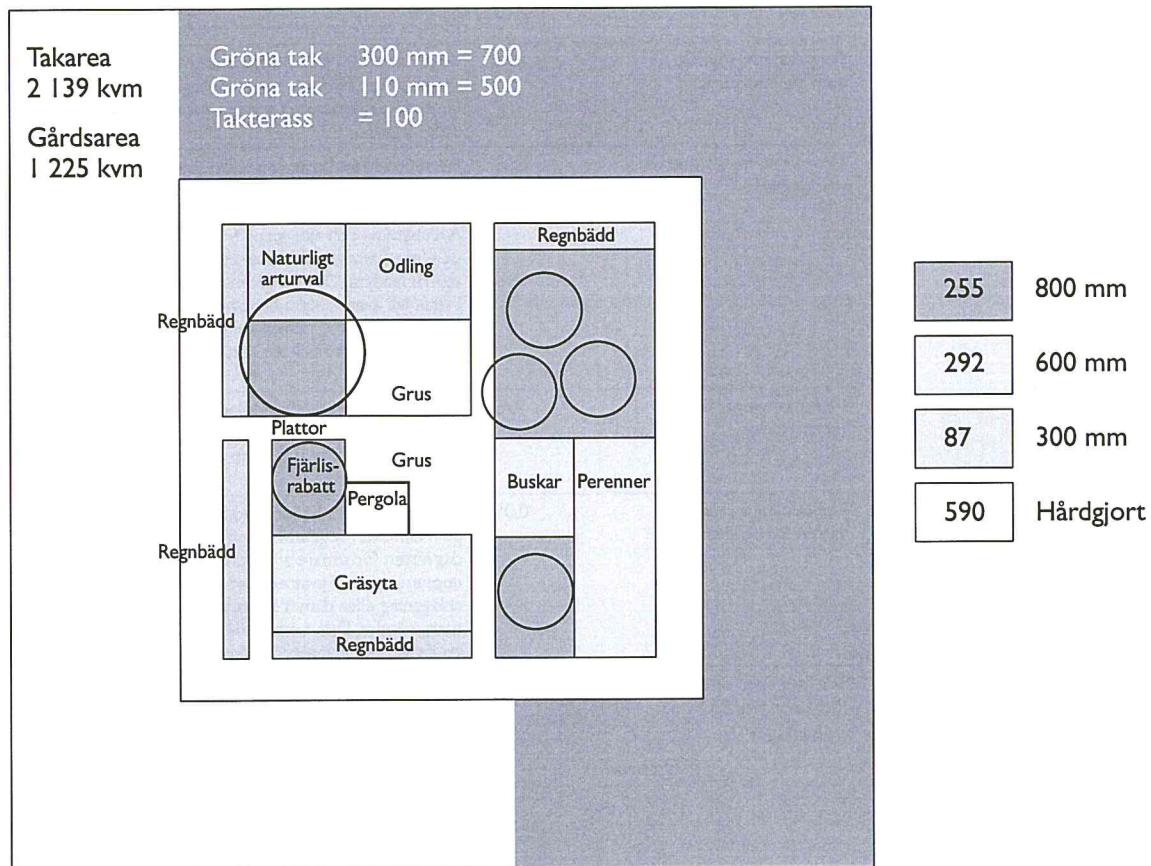 Takarea
2 139 kvm
Gårdsarea
1 225 kvm
Gröna tak 300 mm = 700
Gröna tak 110 mm = 500
Takterass = 100
Naturligt
arturval
Odling
Regnbädd
Regnbädd
Grus
Plattor
Fjärlis-
rabatt
Grus
Pergola
Buskar
Perenner
Regnbädd
Gräsyta
Regnbädd
255 800 mm
292 600 mm
87 300 mm
590 Hårdgjort